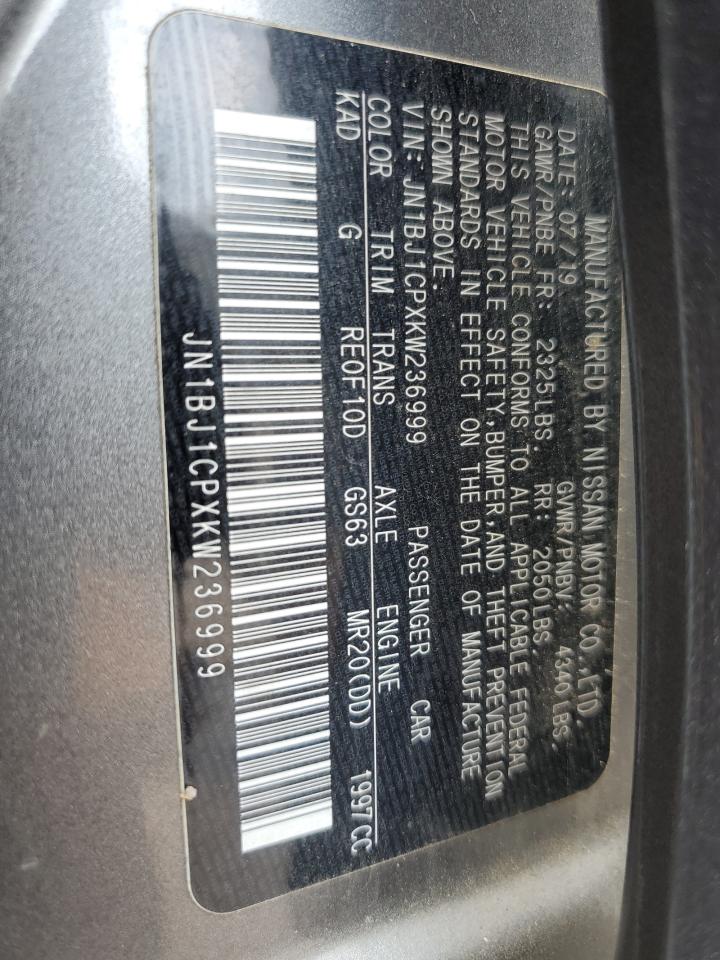 MANUFACTURED BY NISSAN MOTOR CO.,LTD.
DATE: 07/19 GVWR/PNBV: 4340LBS.
GAWR/PNBE FR: 2325LBS. RR: 2050LBS.
THIS VEHICLE CONFORMS TO ALL APPLICABLE FEDERAL
MOTOR VEHICLE SAFETY,BUMPER,AND THEFT PREVENTION
STANDARDS IN EFFECT ON THE DATE OF MANUFACTURE
SHOWN ABOVE.
VIN: JN1BJ1CPXKW236999 PASSENGER CAR
COLOR TRIM TRANS AXLE ENGINE
KAD G REOF10D GS63 MR20(DD) 1997CC
JN1BJ1CPXKW236999